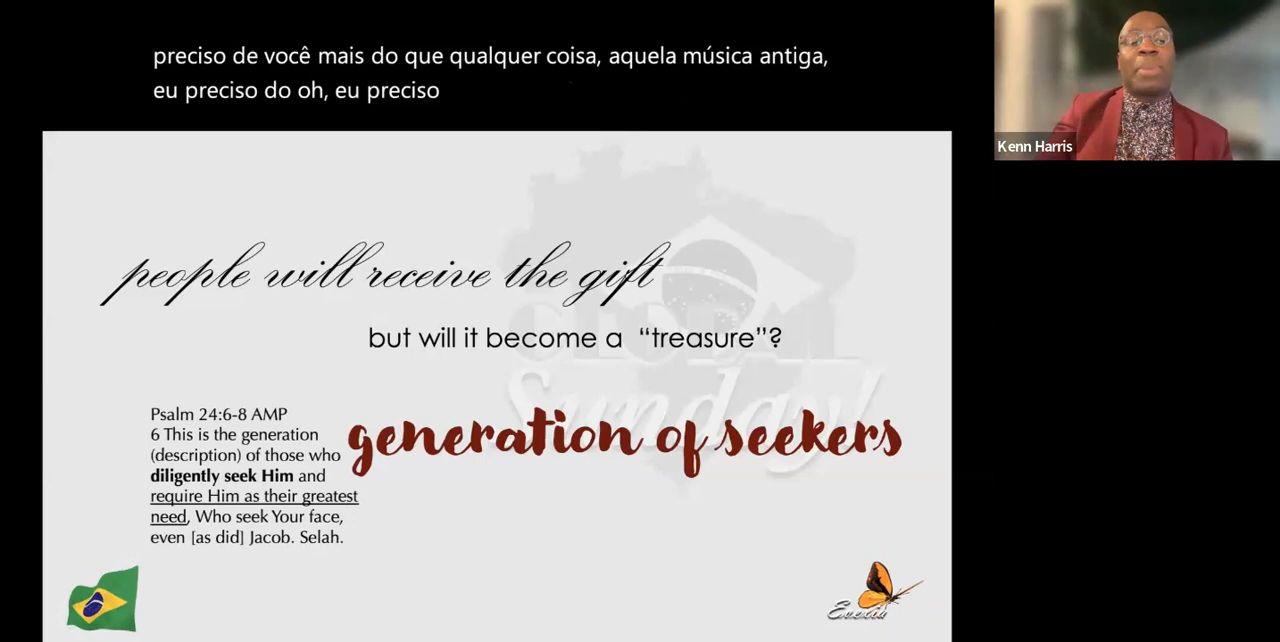 preciso de você mais do que qualquer coisa, aquela música antiga,
eu preciso do oh, eu preciso
Kenn Harris
people will receive the gift
but will it become a “treasure”?
GLOBAL
Sunday!
Psalm 24:6-8 AMP
6 This is the generation
(description) of those who
diligently seek Him and
require Him as their greatest
need, Who seek Your face,
even [as did] Jacob. Selah.
generation of seekers